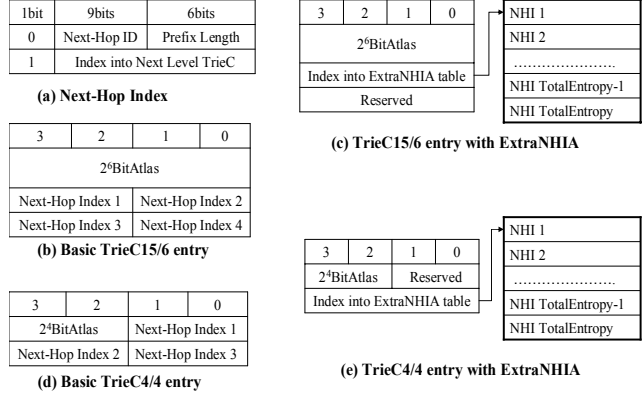 1bit 9bits 6bits
0 Next-Hop ID Prefix Length
1 Index into Next Level TrieC
(a) Next-Hop Index
3 2 1 0
2⁶BitAtlas
Next-Hop Index 1 Next-Hop Index 2
Next-Hop Index 3 Next-Hop Index 4
(b) Basic TrieC15/6 entry
3 2 1 0
2⁴BitAtlas Next-Hop Index 1
Next-Hop Index 2 Next-Hop Index 3
(d) Basic TrieC4/4 entry
3 2 1 0
2⁶BitAtlas
Index into ExtraNHIA table
Reserved
NHI 1
NHI 2
………………….
NHI TotalEntropy-1
NHI TotalEntropy
(c) TrieC15/6 entry with ExtraNHIA
3 2 1 0
2⁴BitAtlas Reserved
Index into ExtraNHIA table
NHI 1
NHI 2
………………….
NHI TotalEntropy-1
NHI TotalEntropy
(e) TrieC4/4 entry with ExtraNHIA